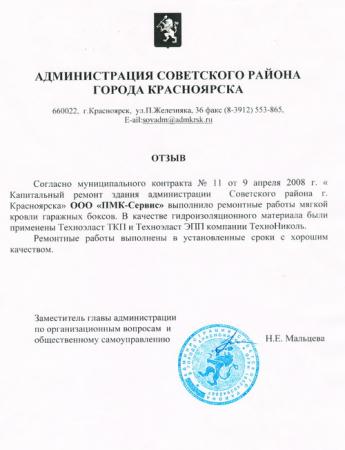 АДМИНИСТРАЦИЯ СОВЕТСКОГО РАЙОНА
ГОРОДА КРАСНОЯРСКА
660022, г.Красноярск, ул.П.Железняка, 36 факс (8-3912) 553-865,
E-ail:sovadm@admkrsk.ru
ОТЗЫВ
Согласно муниципального контракта № 11 от 9 апреля 2008 г. «
Капитальный ремонт здания администрации Советского района г.
Красноярска» ООО «ПМК-Сервис» выполнило ремонтные работы мягкой
кровли гаражных боксов. В качестве гидроизоляционного материала были
применены Техноэласт ТКП и Техноэласт ЭПП компании ТехноНиколь.
Ремонтные работы выполнены в установленные сроки с хорошим
качеством.
Заместитель главы администрации
по организационным вопросам и
общественному самоуправлению
Н.Е. Мальцева